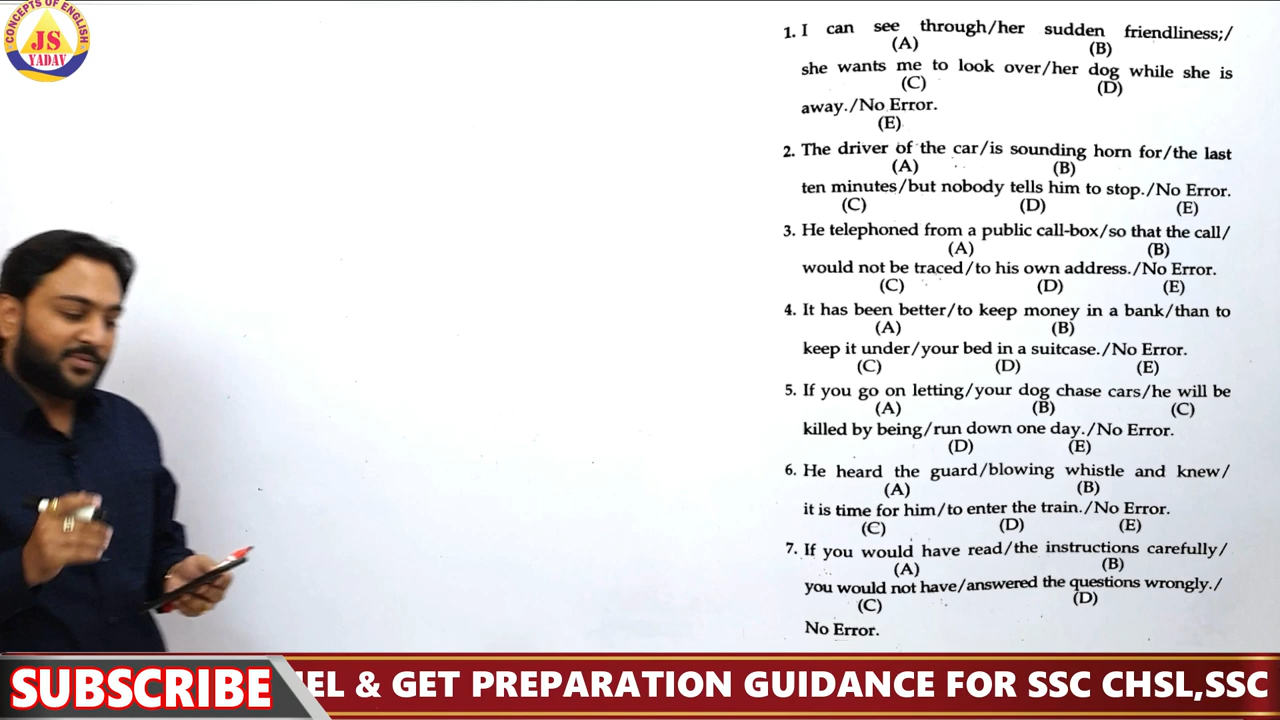 CONCEPTS OF ENGLISH
JS
YADAV
1. I can see through/her sudden friendliness;/
(A) (B)
she wants me to look over/her dog while she is
(C) (D)
away./No Error.
(E)
2. The driver of the car/is sounding horn for/the last
(A) (B)
ten minutes/but nobody tells him to stop./No Error.
(C) (D) (E)
3. He telephoned from a public call-box/so that the call/
(A) (B)
would not be traced/to his own address./No Error.
(C) (D) (E)
4. It has been better/to keep money in a bank/than to
(A) (B)
keep it under/your bed in a suitcase./No Error.
(C) (D) (E)
5. If you go on letting/your dog chase cars/he will be
(A) (B) (C)
killed by being/run down one day./No Error.
(D) (E)
6. He heard the guard/blowing whistle and knew/
(A) (B)
it is time for him/to enter the train./No Error.
(C) (D) (E)
7. If you would have read/the instructions carefully/
(A) (B)
you would not have/answered the questions wrongly./
(C) (D)
No Error.
SUBSCRIBE
EL & GET PREPARATION GUIDANCE FOR SSC CHSL,SSC